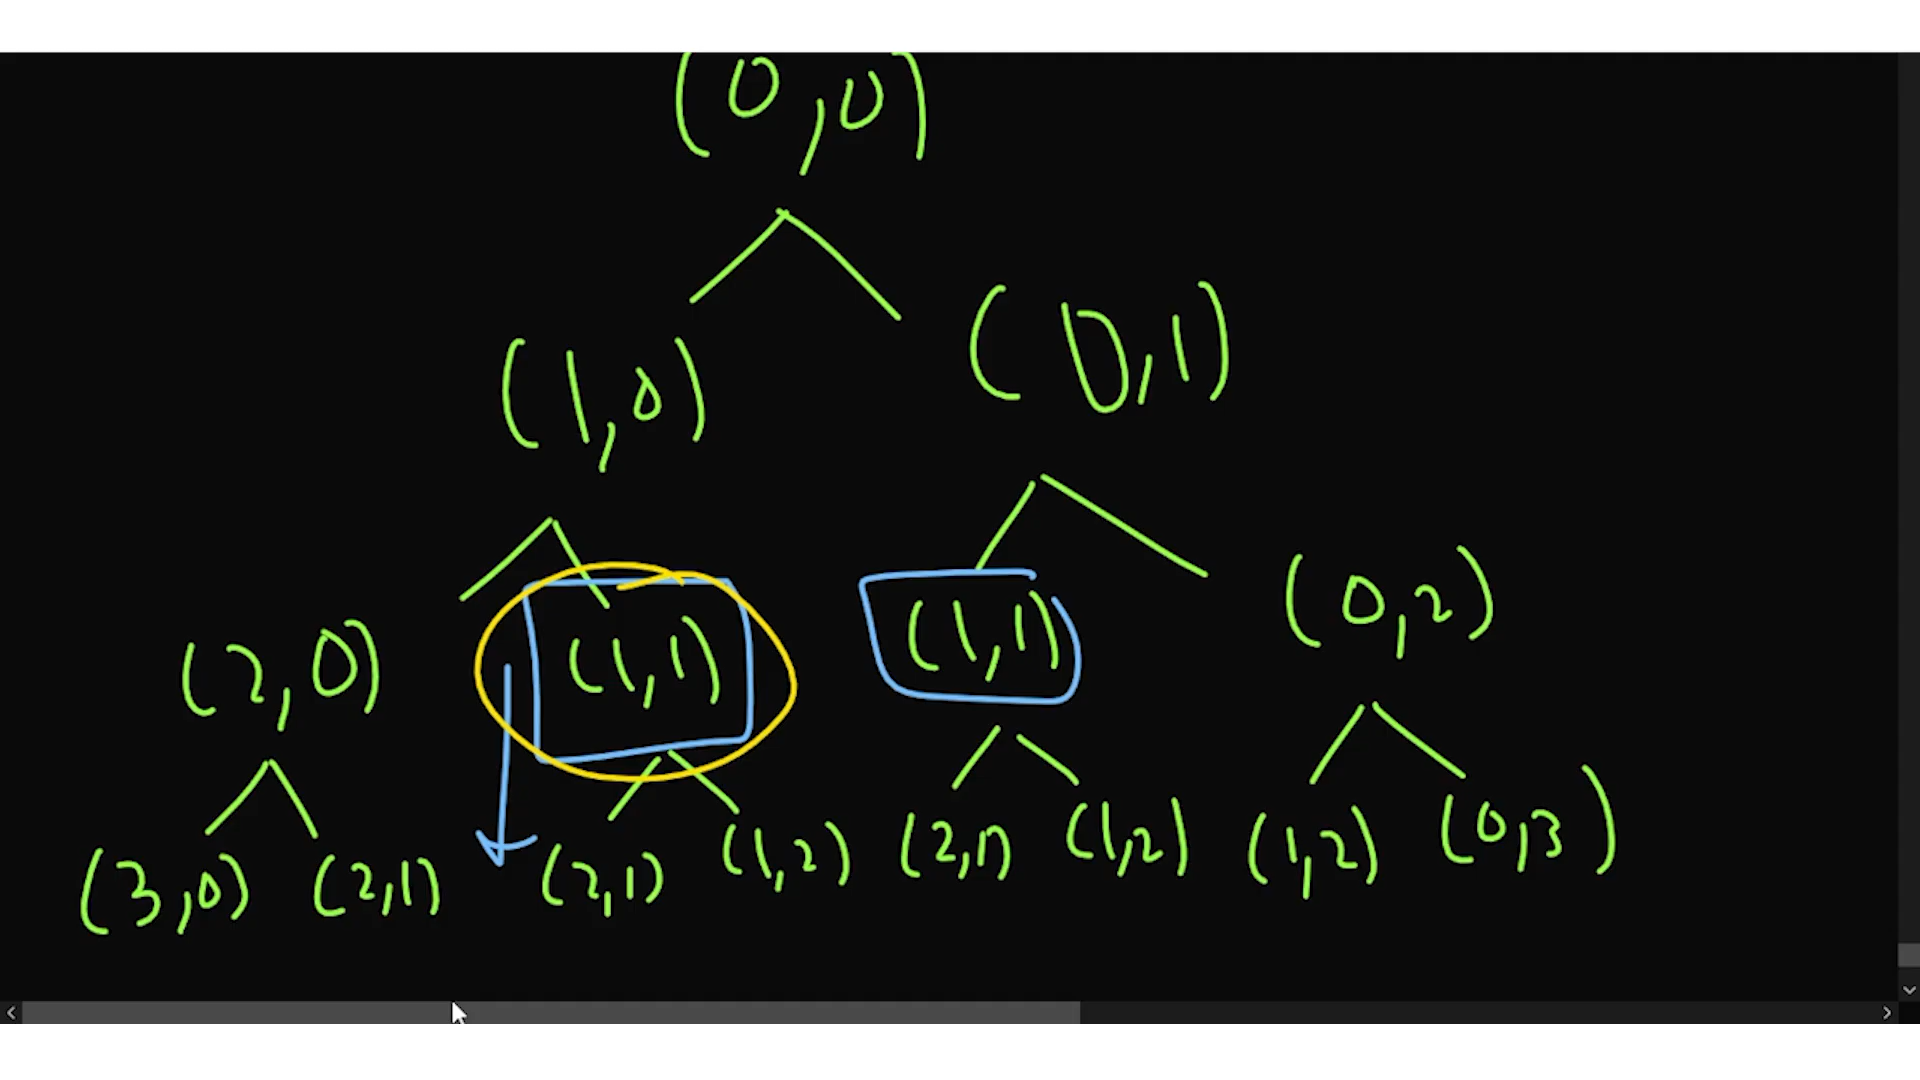 (0,0)
(1,0) (0,1)
(2,0) (1,1) (1,1) (0,2)
(3,0) (2,1) (2,1) (1,2) (2,1) (1,2) (1,2) (0,3)